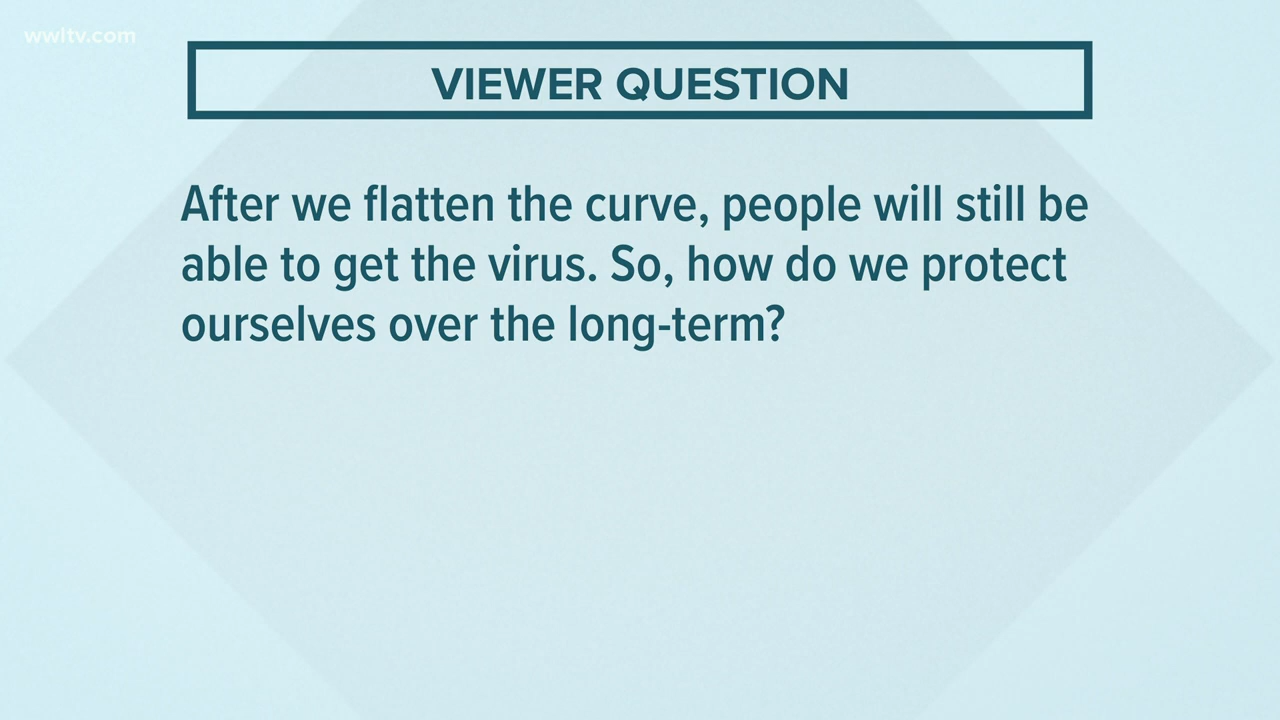 wwltv.com
VIEWER QUESTION
After we flatten the curve, people will still be
able to get the virus. So, how do we protect
ourselves over the long-term?